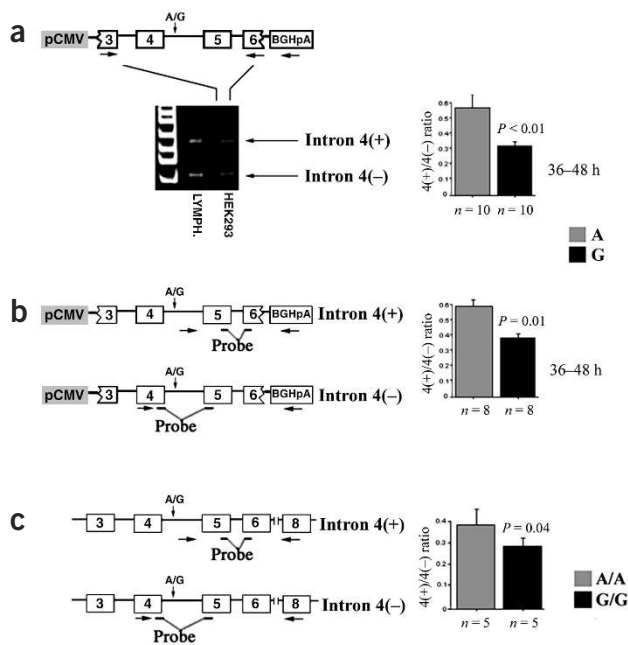 a
A/G
pCMV 3 4 5 6 BGHpA
Intron 4(+)
Intron 4(−)
LYMPH.
HEK293
4(+)/4(−) ratio
0.6
0.5
0.4
0.3
0.2
0.1
0
P < 0.01
n = 10 n = 10
36–48 h
A
G
b
A/G
pCMV 3 4 5 6 BGHpA Intron 4(+)
Probe
A/G
pCMV 3 4 5 6 BGHpA Intron 4(−)
Probe
4(+)/4(−) ratio
0.6
0.5
0.4
0.3
0.2
0.1
0
P = 0.01
n = 8 n = 8
36–48 h
c
A/G
3 4 5 6 8 Intron 4(+)
Probe
A/G
3 4 5 6 8 Intron 4(−)
Probe
4(+)/4(−) ratio
0.4
0.3
0.2
0.1
0
P = 0.04
n = 5 n = 5
A/A
G/G